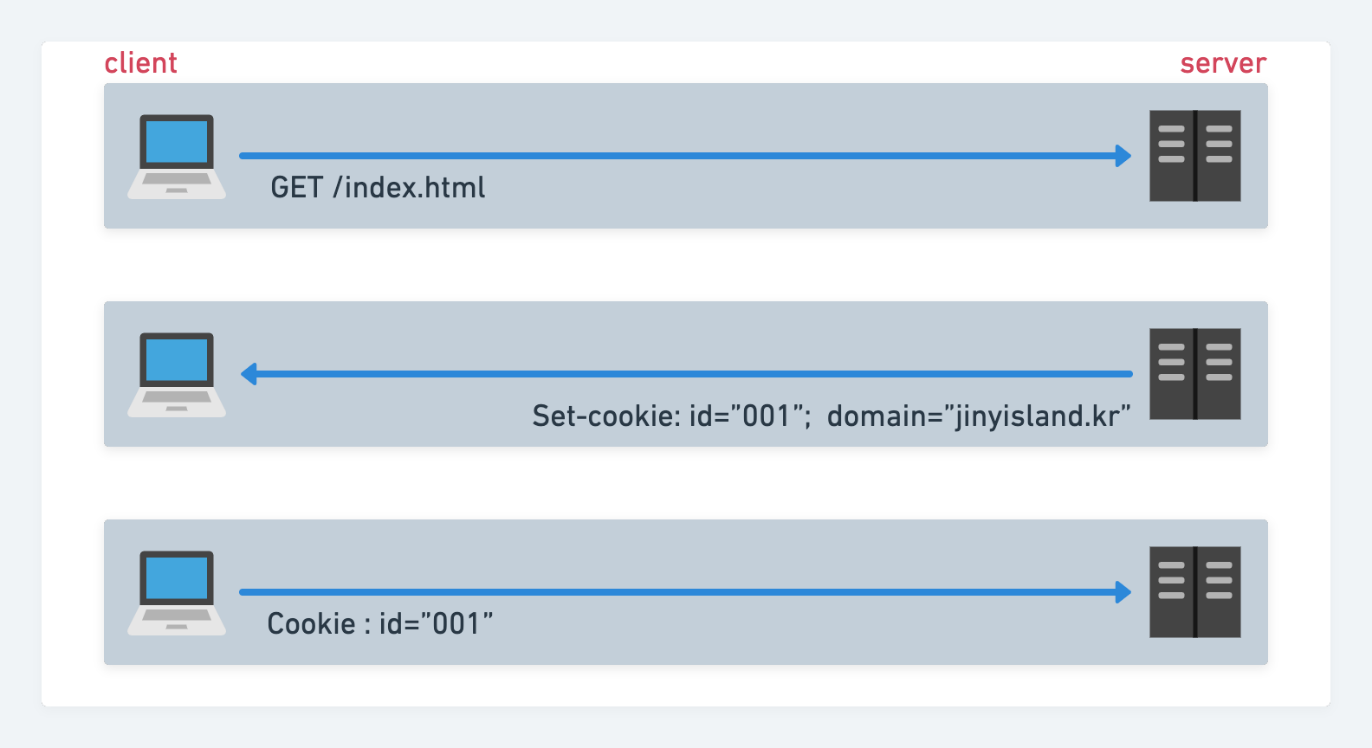 client
server
GET /index.html
Set-cookie: id=”001”; domain=”jinyisland.kr”
Cookie : id=”001”